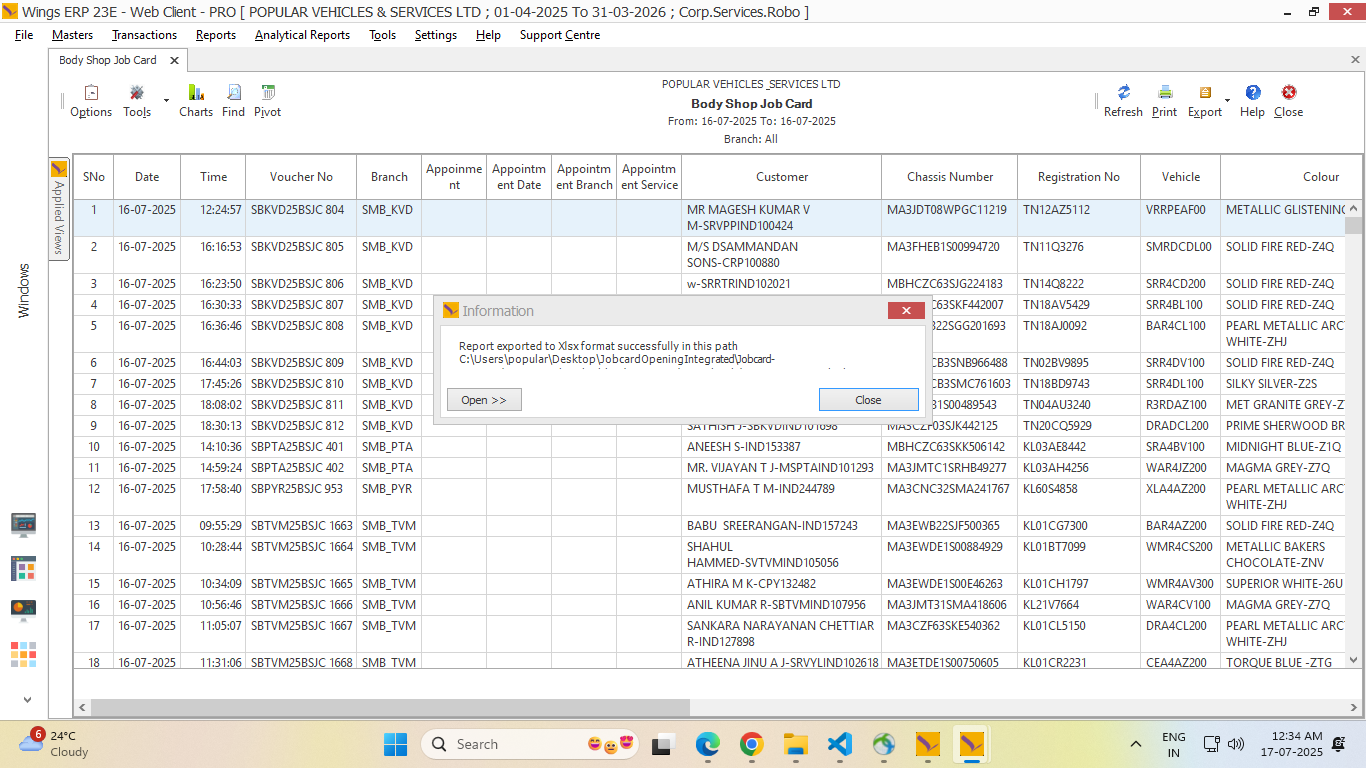 Wings ERP 23E - Web Client - PRO [ POPULAR VEHICLES & SERVICES LTD ; 01-04-2025 To 31-03-2026 ; Corp.Services.Robo ]
File Masters Transactions Reports Analytical Reports Tools Settings Help Support Centre
Body Shop Job Card
POPULAR VEHICLES_SERVICES LTD
Body Shop Job Card
From: 16-07-2025 To: 16-07-2025
Branch: All
Options Tools Charts Find Pivot
Refresh Print Export Help Close
Windows
Applied Views
SNo Date Time Voucher No Branch Appoinment Appointment Date Appointment Branch Appointment Service Customer Chassis Number Registration No Vehicle Colour
1 16-07-2025 12:24:57 SBKVD25BSJC 804 SMB_KVD MR MAGESH KUMAR V M-SRVPPIND100424 MA3JDT08WPGC11219 TN12AZ5112 VRRPEAF00 METALLIC GLISTENING
2 16-07-2025 16:16:53 SBKVD25BSJC 805 SMB_KVD M/S DSAMMANDAN SONS-CRP100880 MA3FHEB1S00994720 TN11Q3276 SMRDCDL00 SOLID FIRE RED-Z4Q
3 16-07-2025 16:23:50 SBKVD25BSJC 806 SMB_KVD w-SRRTRIND102021 MBHCZC63SJG224183 TN14Q8222 SRR4CD200 SOLID FIRE RED-Z4Q
4 16-07-2025 16:30:33 SBKVD25BSJC 807 SMB_KVD C63SKF442007 TN18AV5429 SRR4BL100 SOLID FIRE RED-Z4Q
5 16-07-2025 16:36:46 SBKVD25BSJC 808 SMB_KVD 22SGG201693 TN18AJ0092 BAR4CL100 PEARL METALLIC ARC WHITE-ZHJ
6 16-07-2025 16:44:03 SBKVD25BSJC 809 SMB_KVD CB3SNB966488 TN02BV9895 SRR4DV100 SOLID FIRE RED-Z4Q
7 16-07-2025 17:45:26 SBKVD25BSJC 810 SMB_KVD CB3SMC761603 TN18BD9743 SRR4DL100 SILKY SILVER-Z2S
8 16-07-2025 18:08:02 SBKVD25BSJC 811 SMB_KVD 31S00489543 TN04AU3240 R3RDAZ100 MET GRANITE GREY-Z
9 16-07-2025 18:30:13 SBKVD25BSJC 812 SMB_KVD SATHISH J-SBKVDIND101698 MA3CZF03SJK442125 TN20CQ5929 DRADCL200 PRIME SHERWOOD BR
10 16-07-2025 14:10:36 SBPTA25BSJC 401 SMB_PTA ANEESH S-IND153387 MBHCZC63SKK506142 KL03AE8442 SRA4BV100 MIDNIGHT BLUE-Z1Q
11 16-07-2025 14:59:24 SBPTA25BSJC 402 SMB_PTA MR. VIJAYAN T J-MSPTAIND101293 MA3JMTC1SRHB49277 KL03AH4256 WAR4JZ200 MAGMA GREY-Z7Q
12 16-07-2025 17:58:40 SBPYR25BSJC 953 SMB_PYR MUSTHAFA T M-IND244789 MA3CNC32SMA241767 KL60S4858 XLA4AZ200 PEARL METALLIC ARC WHITE-ZHJ
13 16-07-2025 09:55:29 SBTVM25BSJC 1663 SMB_TVM BABU SREERANGAN-IND157243 MA3EWB22SJF500365 KL01CG7300 BAR4AZ200 SOLID FIRE RED-Z4Q
14 16-07-2025 10:28:44 SBTVM25BSJC 1664 SMB_TVM SHAHUL HAMMED-SVTVMIND105056 MA3EWDE1S00884929 KL01BT7099 WMR4CS200 METALLIC BAKERS CHOCOLATE-ZNV
15 16-07-2025 10:34:09 SBTVM25BSJC 1665 SMB_TVM ATHIRA M K-CPY132482 MA3EWDE1S00E46263 KL01CH1797 WMR4AV300 SUPERIOR WHITE-26U
16 16-07-2025 10:56:46 SBTVM25BSJC 1666 SMB_TVM ANIL KUMAR R-SBTVMIND107956 MA3JMT31SMA418606 KL21V7664 WAR4CV100 MAGMA GREY-Z7Q
17 16-07-2025 11:05:07 SBTVM25BSJC 1667 SMB_TVM SANKARA NARAYANAN CHETTIAR R-IND127898 MA3CZF63SKE540362 KL01CL5150 DRA4CL200 PEARL METALLIC ARC WHITE-ZHJ
18 16-07-2025 11:31:06 SBTVM25BSJC 1668 SMB_TVM ATHEENA JINU A J-SRVYLIND102618 MA3ETDE1S00750605 KL01CR2231 CEA4AZ200 TORQUE BLUE -ZTG
Information
Report exported to Xlsx format successfully in this path
C:\Users\popular\Desktop\JobcardOpeningIntegrated\Jobcard-
Open >> Close
6
24°C
Cloudy
Search
ENG
IN
12:34 AM
17-07-2025